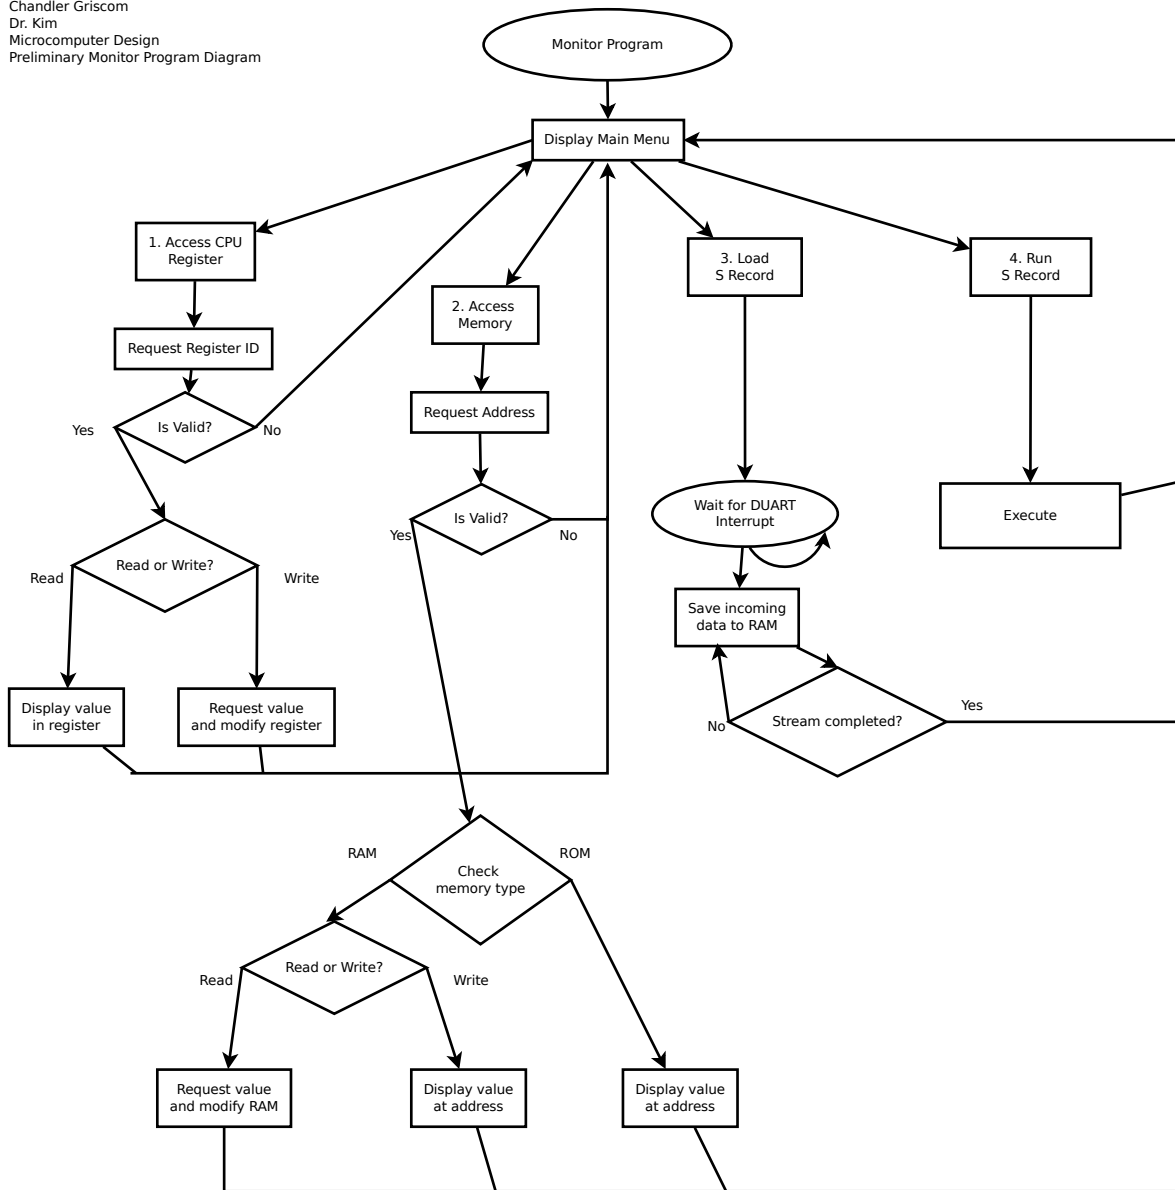 Chandler Griscom
Dr. Kim
Microcomputer Design
Preliminary Monitor Program Diagram
Monitor Program
Display Main Menu
1. Access CPU
Register
2. Access
Memory
3. Load
S Record
4. Run
S Record
Request Register ID
Request Address
Is Valid?
Yes
No
Is Valid?
Yes
No
Wait for DUART
Interrupt
Execute
Read or Write?
Read
Write
Save incoming
data to RAM
Display value
in register
Request value
and modify register
Stream completed?
No
Yes
Check
memory type
RAM
ROM
Read or Write?
Read
Write
Request value
and modify RAM
Display value
at address
Display value
at address